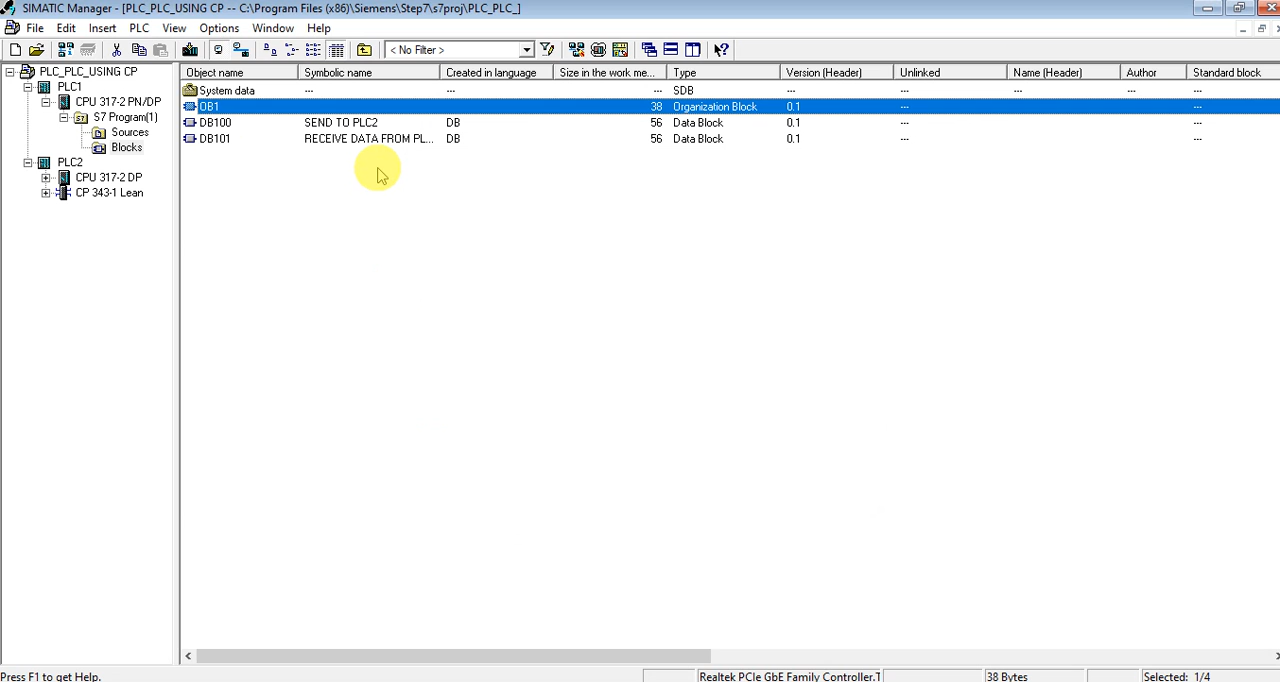 SIMATIC Manager - [PLC_PLC_USING CP -- C:\Program Files (x86)\Siemens\Step7\s7proj\PLC_PLC_]
File Edit Insert PLC View Options Window Help
< No Filter >
PLC_PLC_USING CP
PLC1
CPU 317-2 PN/DP
S7 Program(1)
Sources
Blocks
PLC2
CPU 317-2 DP
CP 343-1 Lean
Object name Symbolic name Created in language Size in the work me... Type Version (Header) Unlinked Name (Header) Author Standard block
System data --- --- --- SDB --- --- --- --- ---
OB1 38 Organization Block 0.1 --- ---
DB100 SEND TO PLC2 DB 56 Data Block 0.1 --- ---
DB101 RECEIVE DATA FROM PL... DB 56 Data Block 0.1 --- ---
Press F1 to get Help. Realtek PCIe GbE Family Controller.T 38 Bytes Selected: 1/4